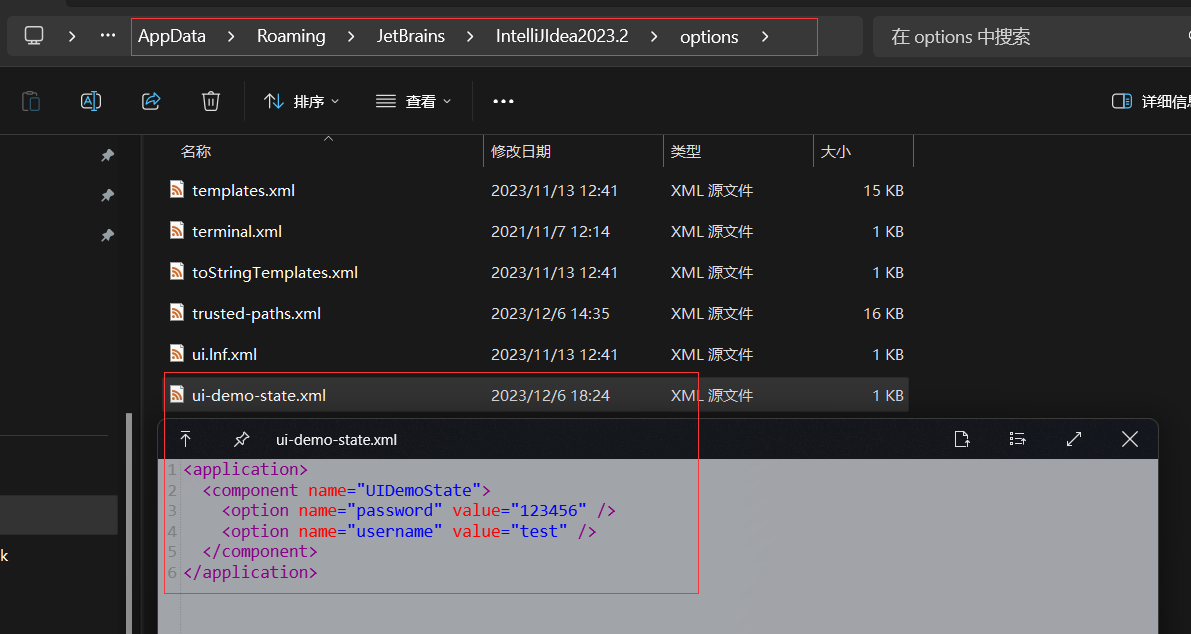 AppData > Roaming > JetBrains > IntelliJIdea2023.2 > options >
在 options 中搜索
排序 查看 ••• 详细信息
名称 修改日期 类型 大小
templates.xml 2023/11/13 12:41 XML 源文件 15 KB
terminal.xml 2021/11/7 12:14 XML 源文件 1 KB
toStringTemplates.xml 2023/11/13 12:41 XML 源文件 1 KB
trusted-paths.xml 2023/12/6 14:35 XML 源文件 16 KB
ui.lnf.xml 2023/11/13 12:41 XML 源文件 1 KB
ui-demo-state.xml 2023/12/6 18:24 XML 源文件 1 KB
ui-demo-state.xml
1 <application>
2 <component name="UIDemoState">
3 <option name="password" value="123456" />
4 <option name="username" value="test" />
5 </component>
6 </application>
k